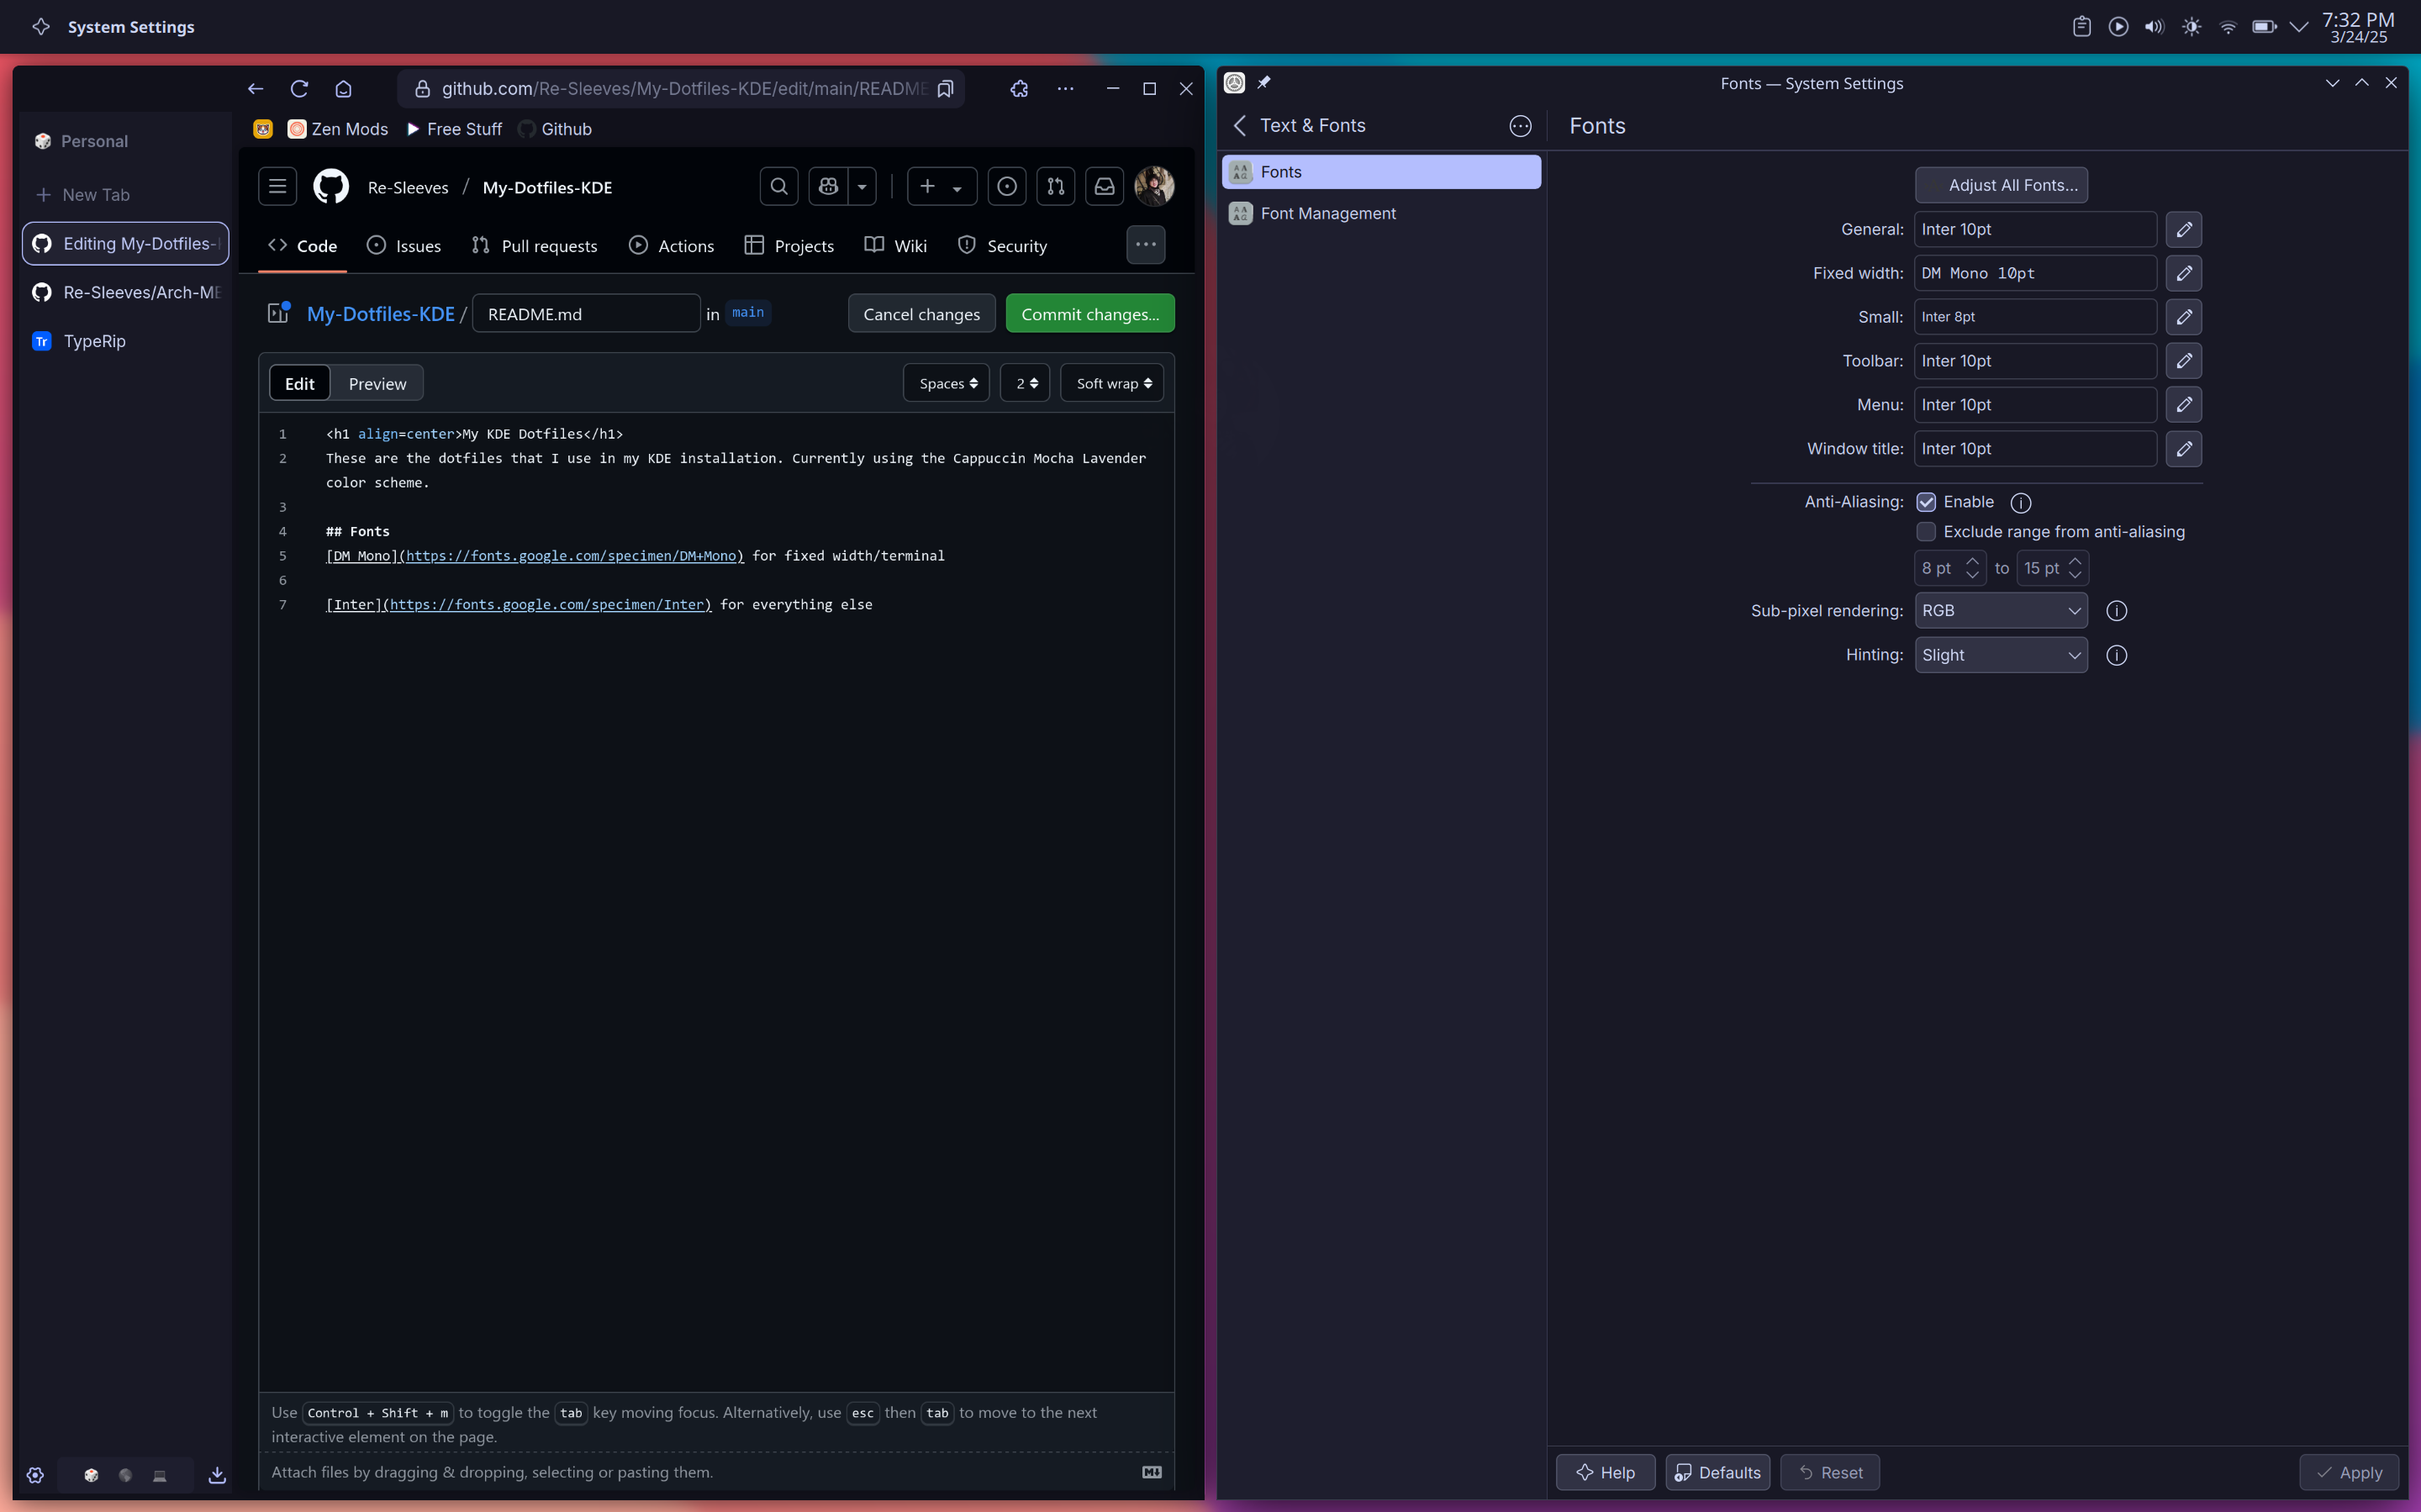 System Settings
7:32 PM
3/24/25
github.com/Re-Sleeves/My-Dotfiles-KDE/edit/main/README
Zen Mods
Free Stuff
Github
Personal
New Tab
Editing My-Dotfiles-
Re-Sleeves/Arch-ME
Tr TypeRip
Re-Sleeves / My-Dotfiles-KDE
Code
Issues
Pull requests
Actions
Projects
Wiki
Security
My-Dotfiles-KDE / README.md in main
Cancel changes
Commit changes...
Edit
Preview
Spaces
2
Soft wrap
1 <h1 align=center>My KDE Dotfiles</h1>
2 These are the dotfiles that I use in my KDE installation. Currently using the Cappuccin Mocha Lavender
color scheme.
3
4 ## Fonts
5 [DM Mono](https://fonts.google.com/specimen/DM+Mono) for fixed width/terminal
6
7 [Inter](https://fonts.google.com/specimen/Inter) for everything else
Use Control + Shift + m to toggle the tab key moving focus. Alternatively, use esc then tab to move to the next
interactive element on the page.
Attach files by dragging & dropping, selecting or pasting them.
Fonts — System Settings
Text & Fonts
Fonts
Fonts
Font Management
Adjust All Fonts...
General: Inter 10pt
Fixed width: DM Mono 10pt
Small: Inter 8pt
Toolbar: Inter 10pt
Menu: Inter 10pt
Window title: Inter 10pt
Anti-Aliasing: Enable
Exclude range from anti-aliasing
8 pt to 15 pt
Sub-pixel rendering: RGB
Hinting: Slight
Help
Defaults
Reset
Apply